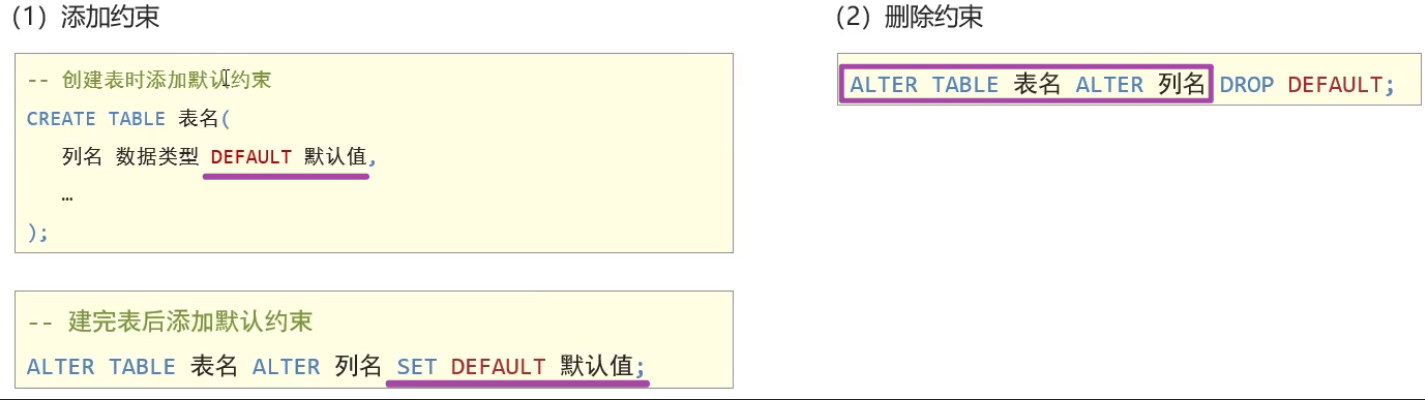 (1) 添加约束
-- 创建表时添加默认约束
CREATE TABLE 表名(
列名 数据类型 DEFAULT 默认值,
…
);
-- 建完表后添加默认约束
ALTER TABLE 表名 ALTER 列名 SET DEFAULT 默认值;
(2) 删除约束
ALTER TABLE 表名 ALTER 列名 DROP DEFAULT;